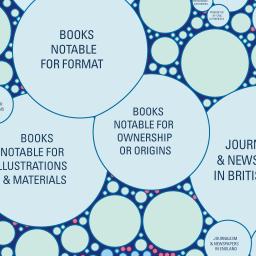 BOOKS
NOTABLE
FOR FORMAT
BOOKS
NOTABLE FOR
OWNERSHIP
OR ORIGINS
BOOKS
NOTABLE FOR
LLUSTRATIONS
& MATERIALS
JOURN
& NEWS
IN BRITIS
JOURNALISM
& NEWSPAPERS
IN ENGLAND